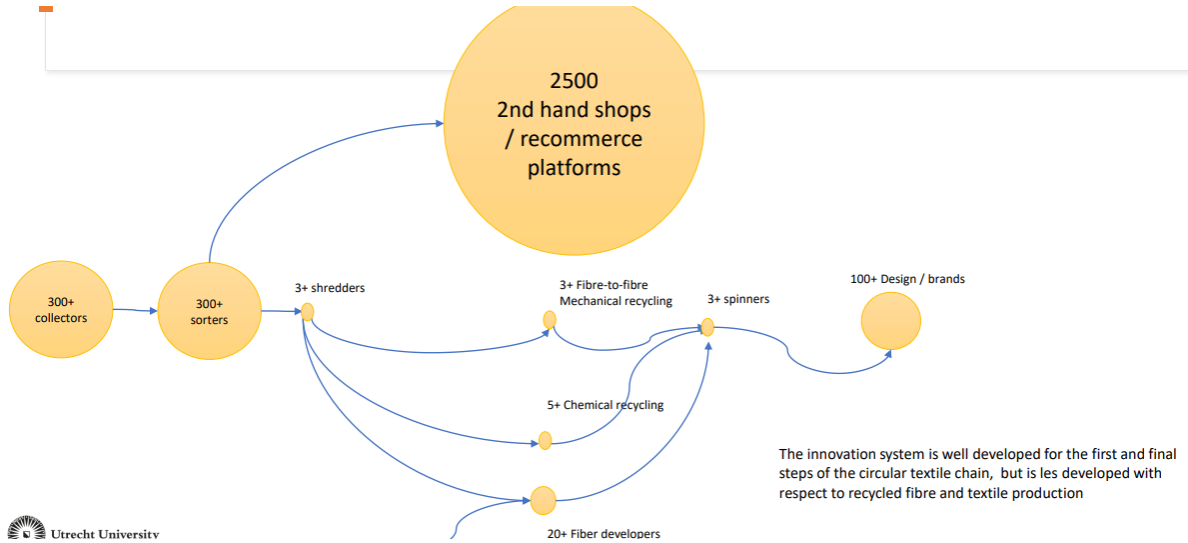 2500
2nd hand shops
/ recommerce
platforms
300+
collectors
300+
sorters
3+ shredders
3+ Fibre-to-fibre
Mechanical recycling
3+ spinners
100+ Design / brands
5+ Chemical recycling
The innovation system is well developed for the first and final
steps of the circular textile chain,  but is les developed with
respect to recycled fibre and textile production
20+ Fiber developers
Utrecht University